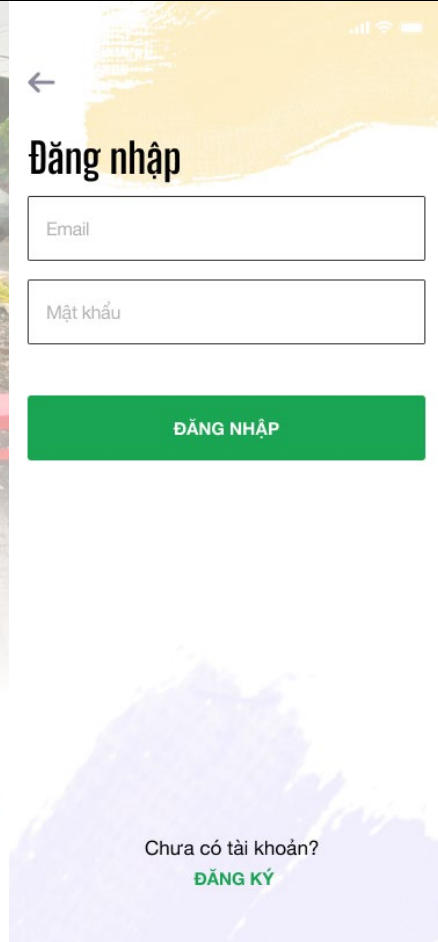 Đăng nhập
Email
Mật khẩu
ĐĂNG NHẬP
Chưa có tài khoản?
ĐĂNG KÝ